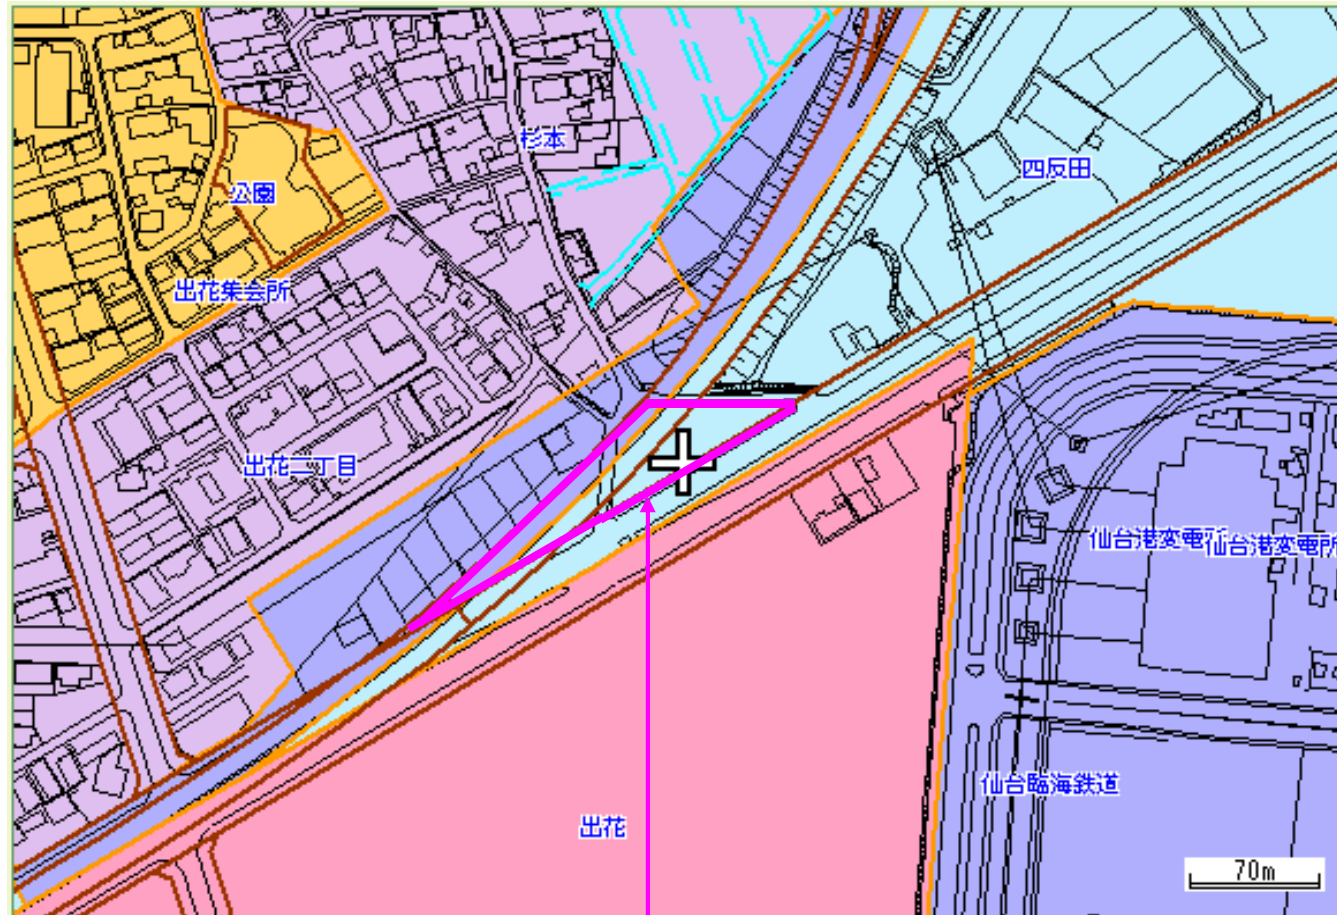 杉本
四反田
公園
出花集会所
出花二丁目
仙台港変電所
仙台港変電所
仙台臨海鉄道
出花
70m